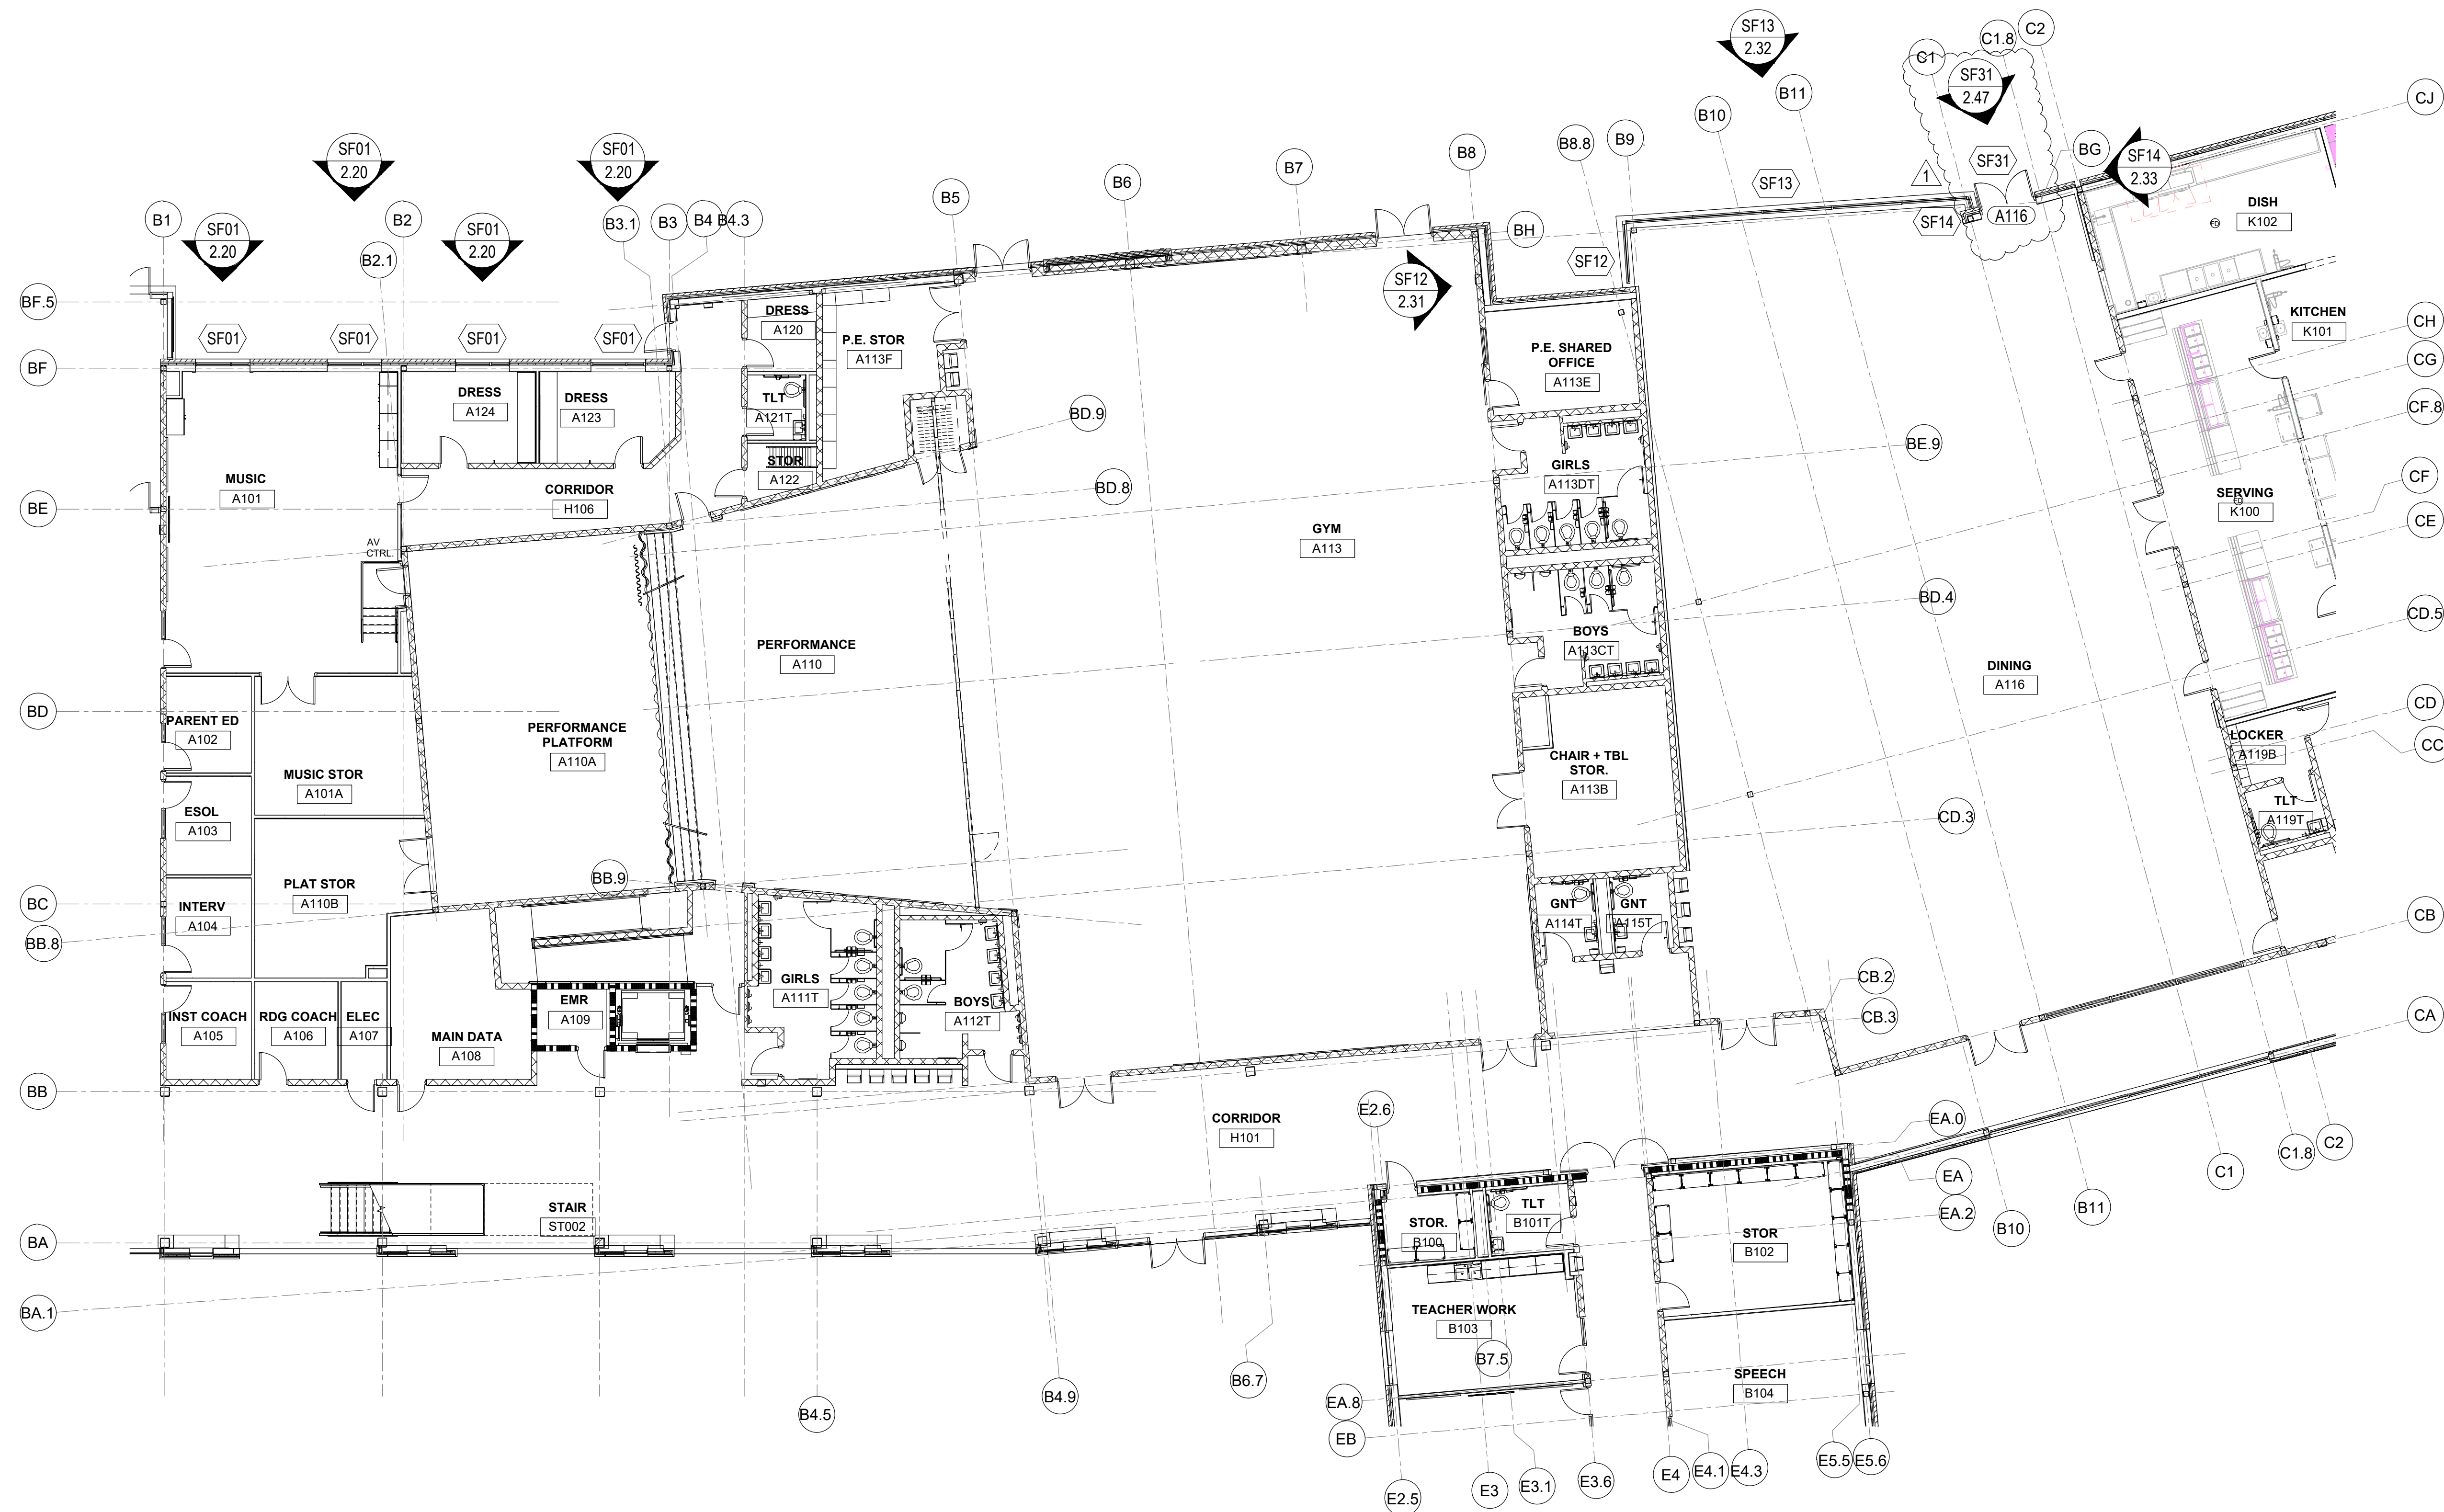 SF13
2.32
C1
C1.8
C2
SF31
2.47
CJ
B10
B11
SF01
2.20
SF01
2.20
B8.8
B9
B8
B7
B6
BG
SF14
2.33
SF31
1
SF13
DISH
K102
FD
A116
SF14
B5
B1
SF01
2.20
B2
SF01
2.20
B3.1
B3
B4
B4.3
BH
B2.1
SF12
SF12
2.31
BF.5
DRESS
A120
KITCHEN
K101
CH
SF01
SF01
SF01
SF01
P.E. STOR
A113F
P.E. SHARED
OFFICE
A113E
CG
BF
DRESS
A124
DRESS
A123
TLT
A121T
BD.9
CF.8
BE.9
STOR
A122
GIRLS
A113DT
MUSIC
A101
CORRIDOR
H106
BD.8
CF
SERVING
K100
FD
BE
GYM
A113
CE
AV
CTRL.
BD.4
CD.5
BOYS
A113CT
PERFORMANCE
A110
DINING
A116
BD
PARENT ED
A102
PERFORMANCE
PLATFORM
A110A
CD
LOCKER
A119B
CC
CHAIR + TBL
STOR.
A113B
MUSIC STOR
A101A
ESOL
A103
TLT
A119T
CD.3
BB.9
PLAT STOR
A110B
BC
INTERV
A104
GNT
A114T
GNT
A115T
CB
BB.8
GIRLS
A111T
CB.2
EMR
A109
BOYS
A112T
INST COACH
A105
RDG COACH
A106
ELEC
A107
CB.3
CA
MAIN DATA
A108
BB
E2.6
CORRIDOR
H101
EA.0
C2
C1.8
C1
EA
STAIR
ST002
TLT
B101T
STOR.
B100
EA.2
B11
B10
BA
STOR
B102
BA.1
TEACHER WORK
B103
B7.5
B6.7
SPEECH
B104
B4.9
EA.8
B4.5
EB
E5.5
E5.6
E4
E4.1
E4.3
E3.6
E3.1
E3
E2.5